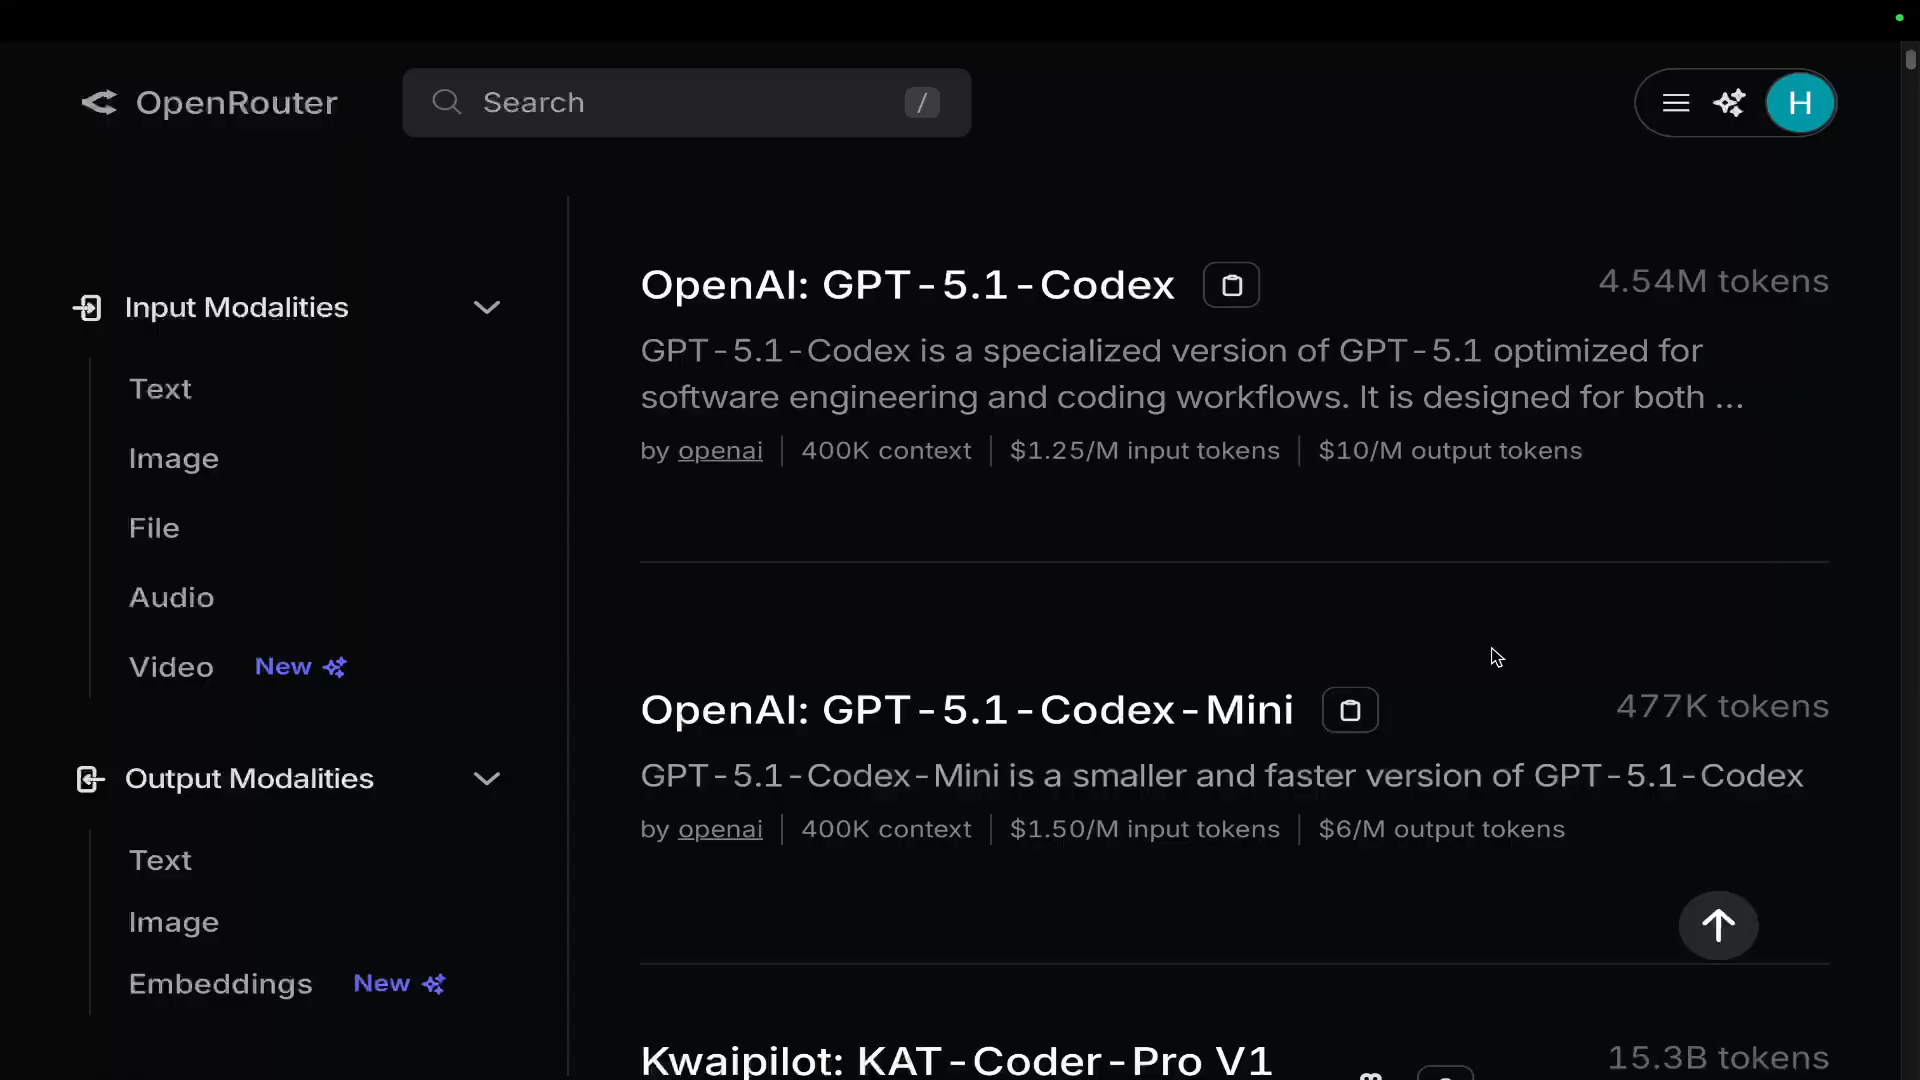 OpenRouter
Search /
H
Input Modalities
Text
Image
File
Audio
Video New
Output Modalities
Text
Image
Embeddings New
OpenAI: GPT-5.1-Codex
4.54M tokens
GPT-5.1-Codex is a specialized version of GPT-5.1 optimized for
software engineering and coding workflows. It is designed for both ...
by openai | 400K context | $1.25/M input tokens | $10/M output tokens
OpenAI: GPT-5.1-Codex-Mini
477K tokens
GPT-5.1-Codex-Mini is a smaller and faster version of GPT-5.1-Codex
by openai | 400K context | $1.50/M input tokens | $6/M output tokens
Kwaipilot: KAT-Coder-Pro V1
15.3B tokens